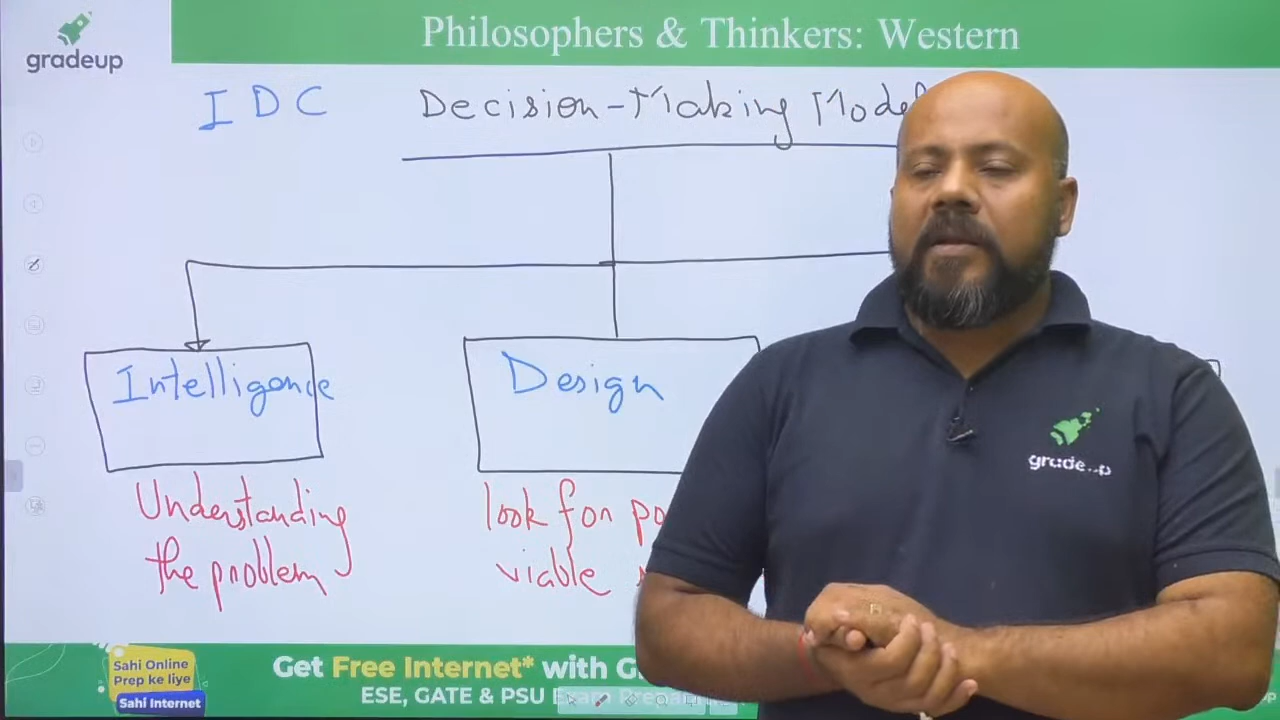 gradeup
Philosophers & Thinkers: Western
IDC Decision-Making Model
Intelligence
Design
Understanding
the problem
look for
viable
gradeup
Sahi Online
Prep ke liye
Sahi Internet
Get Free Internet* with
ESE, GATE & PSU Exam